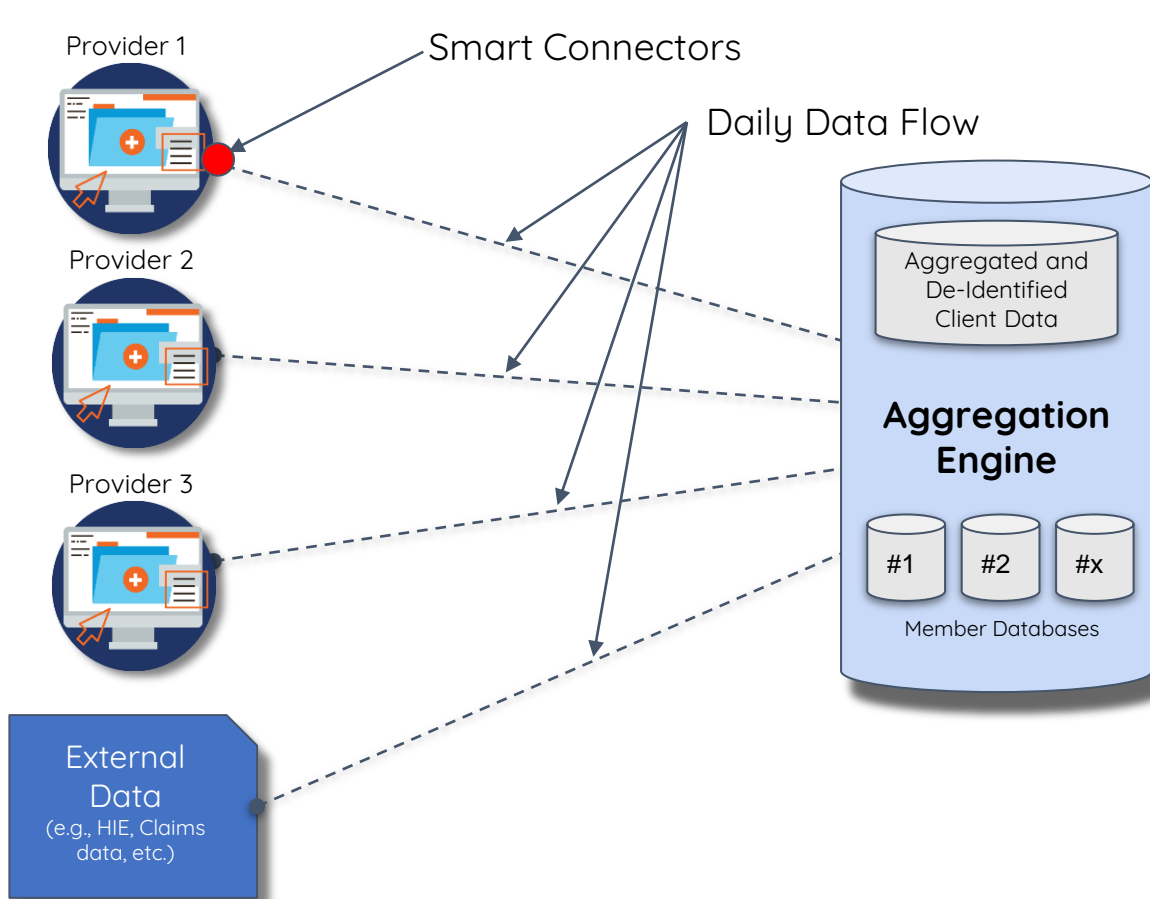 Provider 1
Smart Connectors
Daily Data Flow
Provider 2
Provider 3
Aggregated and
De-Identified
Client Data
Aggregation
Engine
#1
#2
#x
Member Databases
External
Data
(e.g., HIE, Claims
data, etc.)